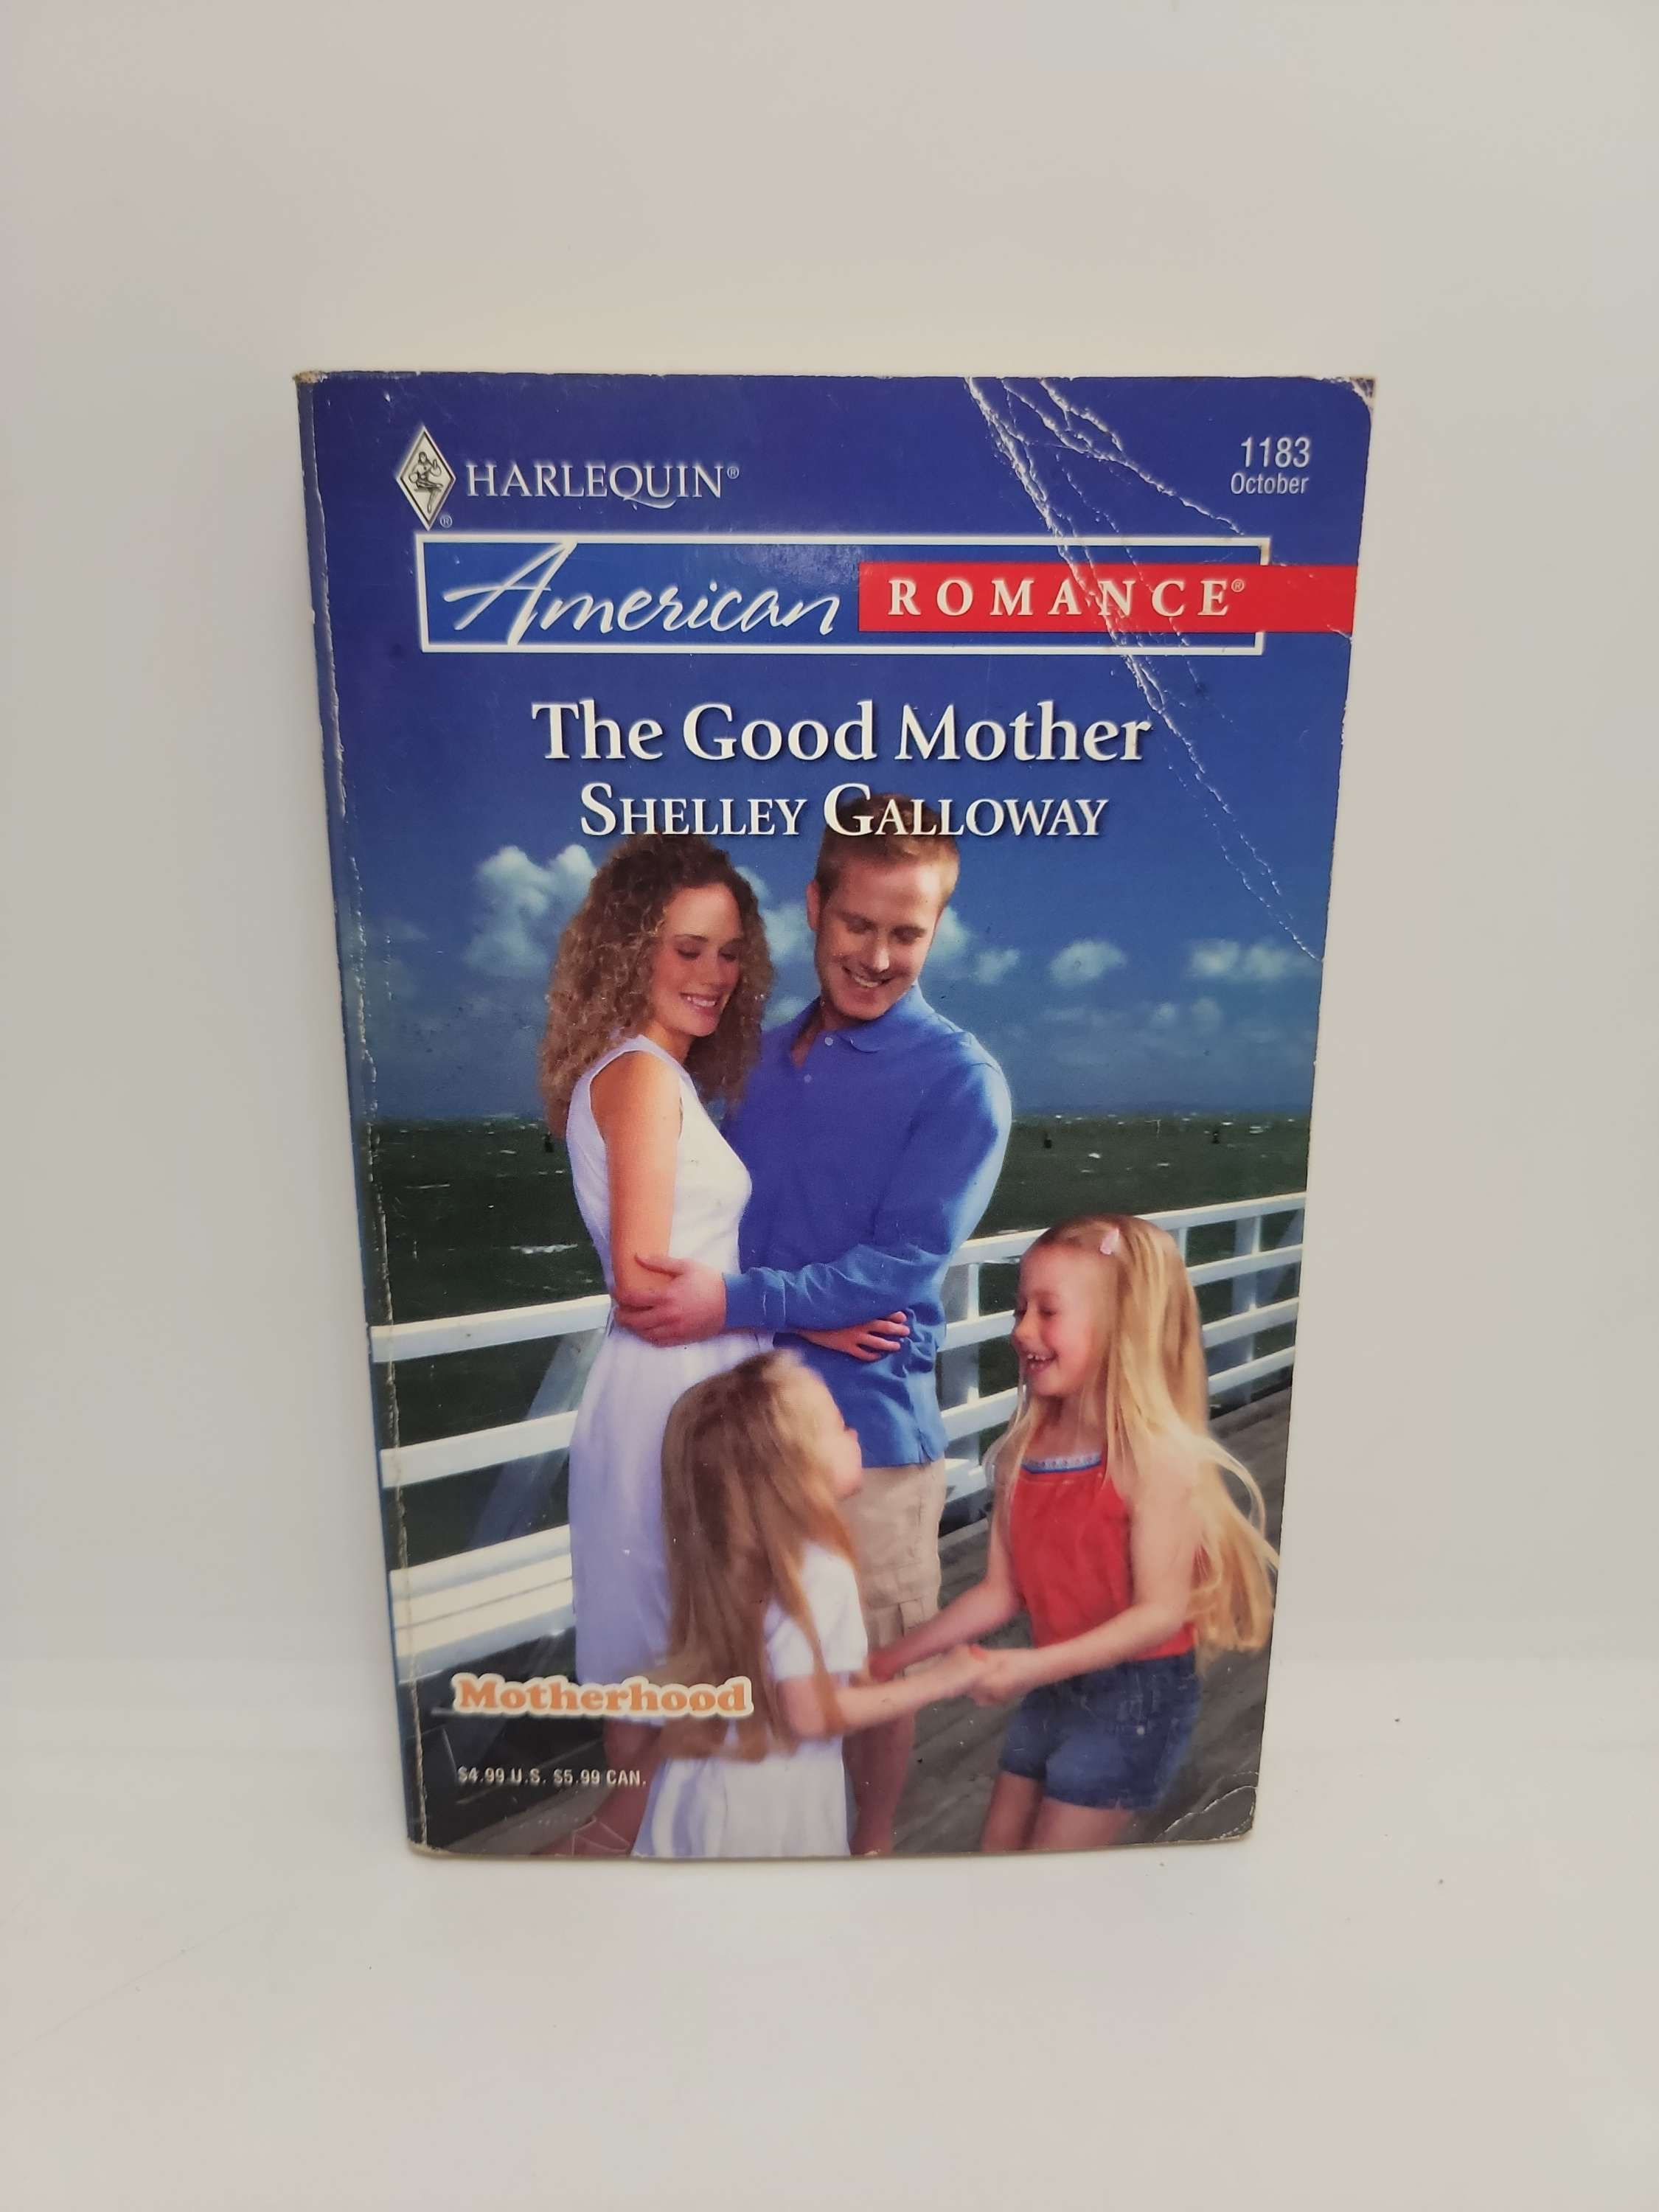 HARLEQUIN®
®
1183
October
American ROMANCE®
The Good Mother
SHELLEY GALLOWAY
Motherhood
$4.99 U.S. $5.99 CAN.